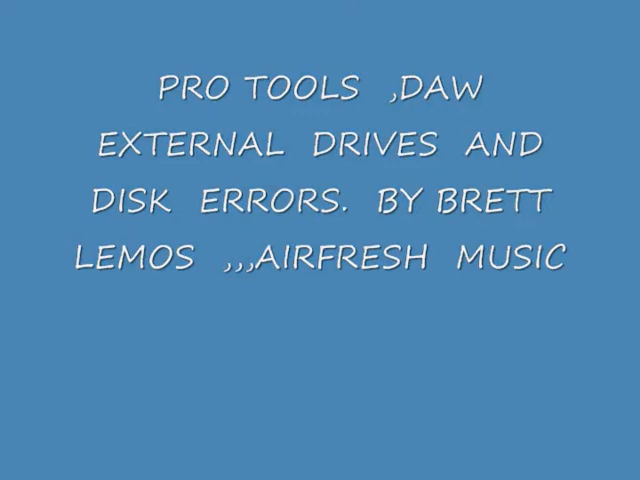 PRO TOOLS ,DAW
EXTERNAL DRIVES AND
DISK ERRORS. BY BRETT
LEMOS ,,,AIRFRESH MUSIC